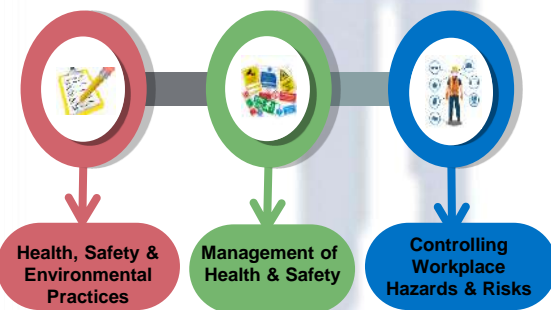 Health, Safety &
Environmental
Practices
Management of
Health & Safety
Controlling
Workplace
Hazards & Risks